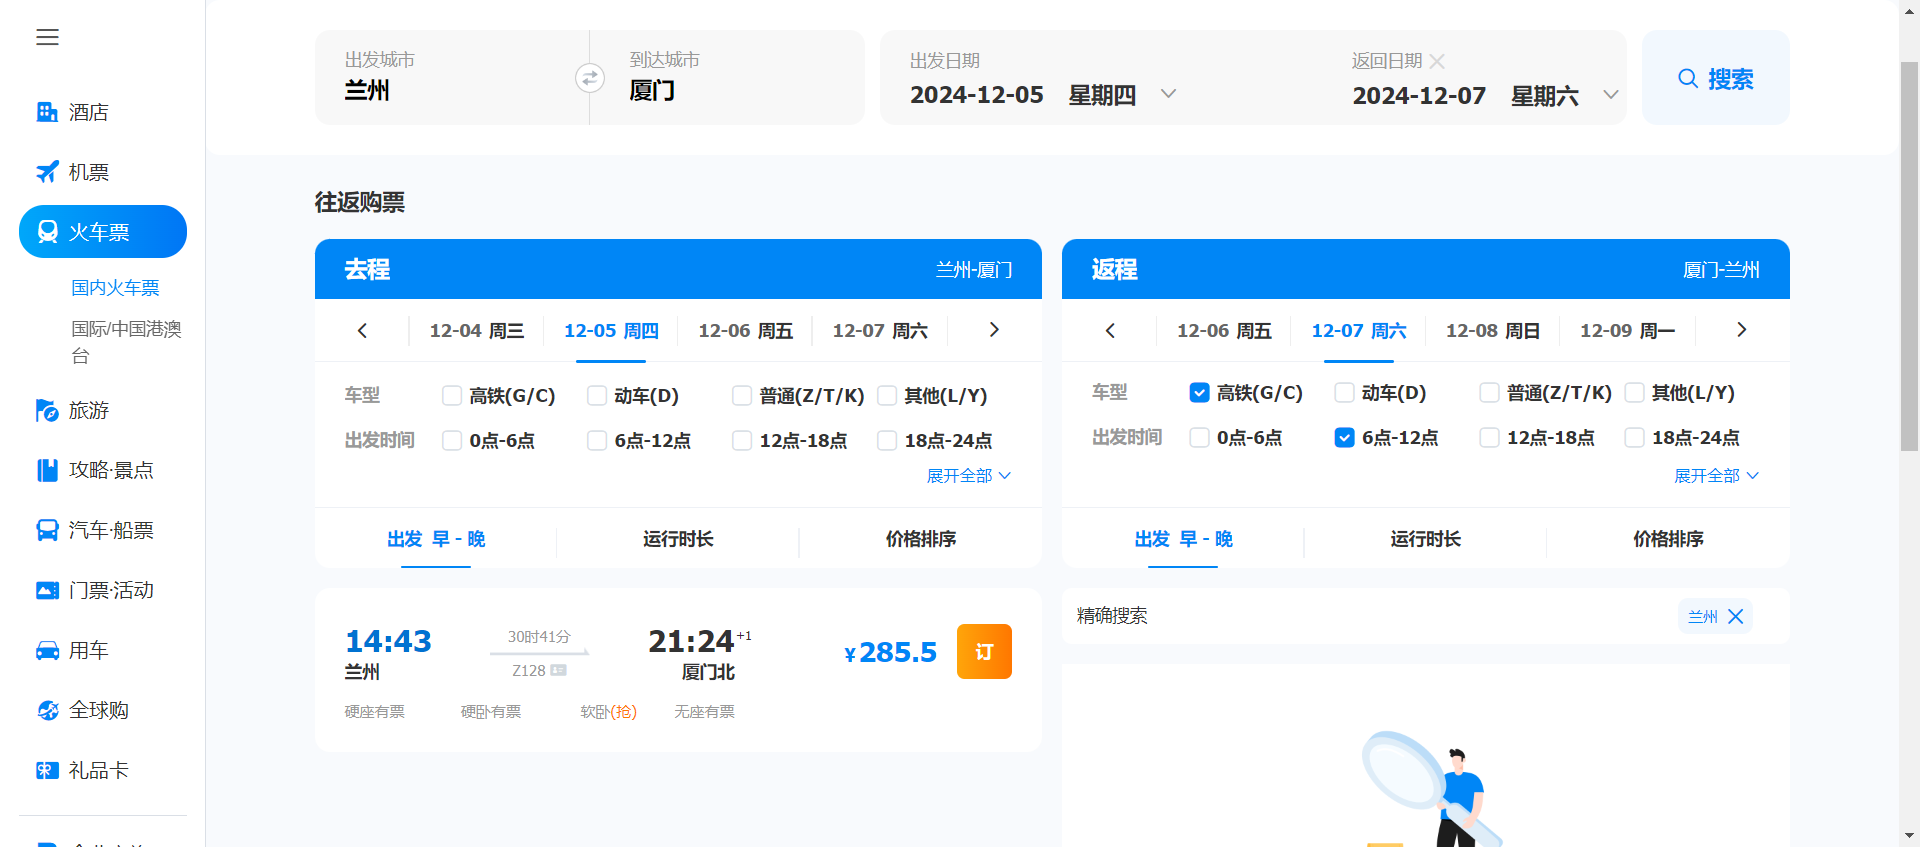 出发城市
兰州
到达城市
厦门
出发日期
2024-12-05 星期四
返回日期
2024-12-07 星期六
搜索
酒店
机票
火车票
国内火车票
国际/中国港澳
台
旅游
攻略·景点
汽车·船票
门票·活动
用车
全球购
礼品卡
往返购票
去程 兰州-厦门
12-04 周三 12-05 周四 12-06 周五 12-07 周六
车型 高铁(G/C) 动车(D) 普通(Z/T/K) 其他(L/Y)
出发时间 0点-6点 6点-12点 12点-18点 18点-24点
展开全部
出发 早 - 晚 运行时长 价格排序
14:43 30时41分 21:24+1 ¥285.5 订
兰州 Z128 厦门北
硬座有票 硬卧有票 软卧(抢) 无座有票
返程 厦门-兰州
12-06 周五 12-07 周六 12-08 周日 12-09 周一
车型 高铁(G/C) 动车(D) 普通(Z/T/K) 其他(L/Y)
出发时间 0点-6点 6点-12点 12点-18点 18点-24点
展开全部
出发 早 - 晚 运行时长 价格排序
精确搜索 兰州